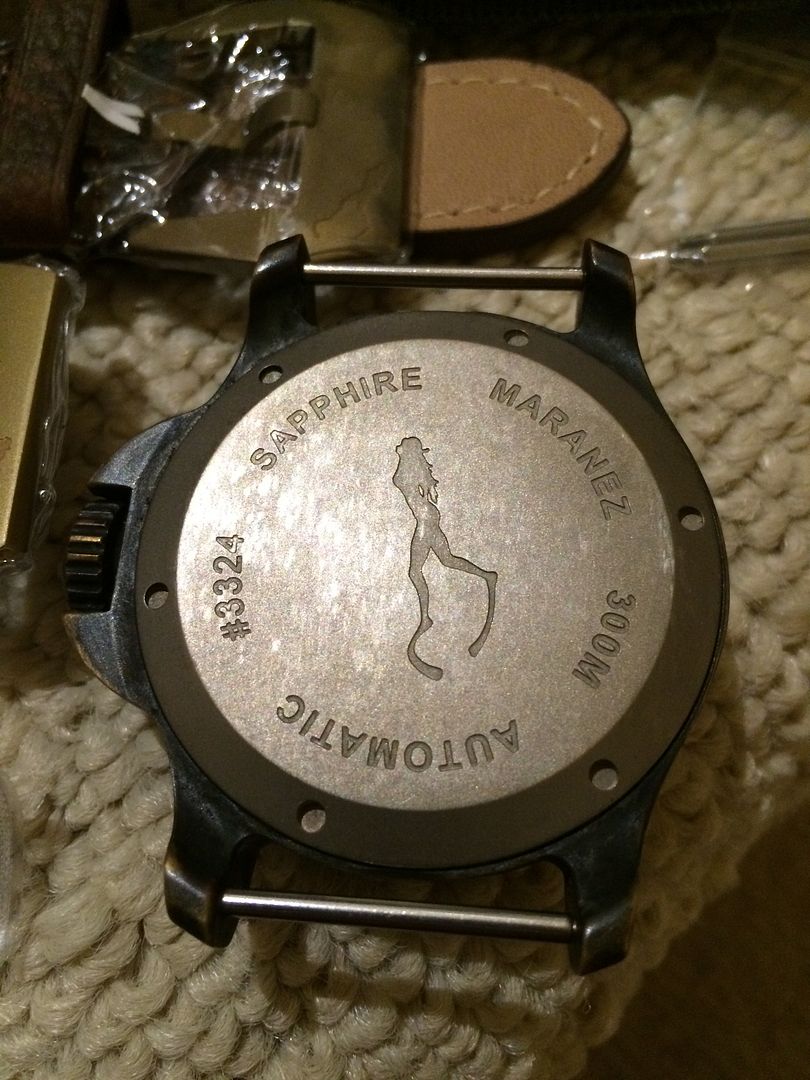 SAPPHIRE
MARANEZ
300M
AUTOMATIC
#3324